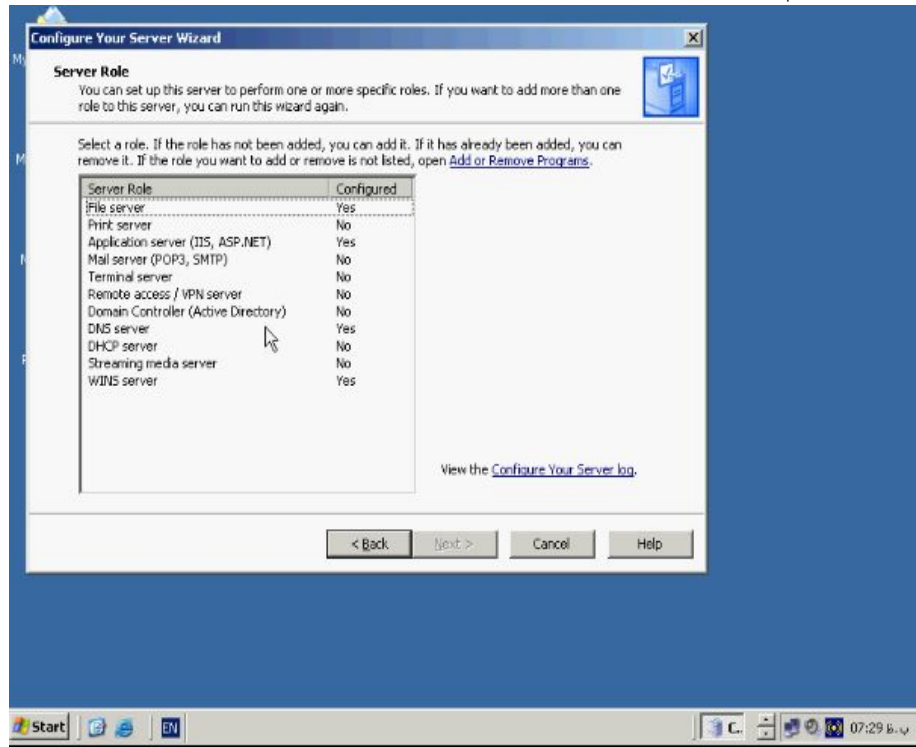 Configure Your Server Wizard
Server Role
You can set up this server to perform one or more specific roles. If you want to add more than one
role to this server, you can run this wizard again.
Select a role. If the role has not been added, you can add it. If it has already been added, you can
remove it. If the role you want to add or remove is not listed, open Add or Remove Programs.
Server Role Configured
File server Yes
Print server No
Application server (IIS, ASP.NET) Yes
Mail server (POP3, SMTP) No
Terminal server No
Remote access / VPN server No
Domain Controller (Active Directory) No
DNS server Yes
DHCP server No
Streaming media server No
WINS server Yes
View the Configure Your Server log.
< Back Next > Cancel Help
Start EN C.. 07:29 ب.ظ